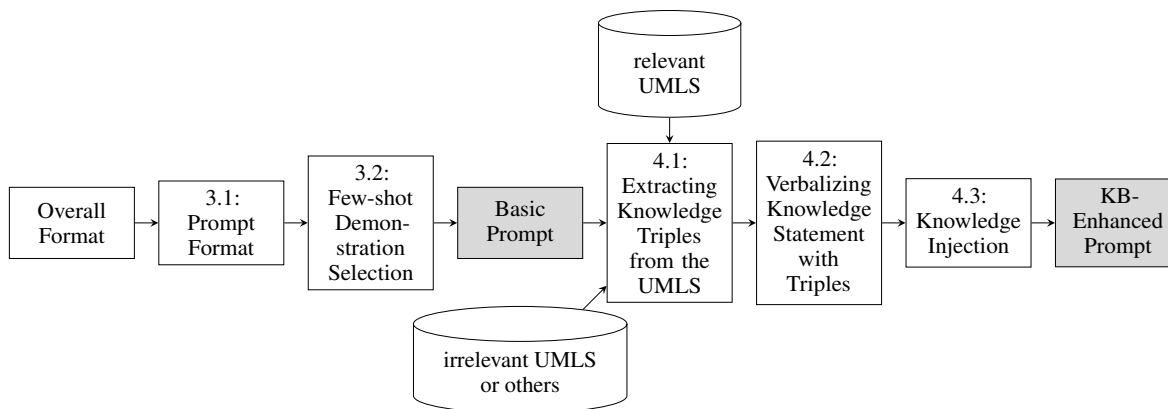 relevant
UMLS
Overall
Format
3.1:
Prompt
Format
3.2:
Few-shot
Demon-
stration
Selection
Basic
Prompt
4.1:
Extracting
Knowledge
Triples
from the
UMLS
4.2:
Verbalizing
Knowledge
Statement
with
Triples
4.3:
Knowledge
Injection
KB-
Enhanced
Prompt
irrelevant UMLS
or others